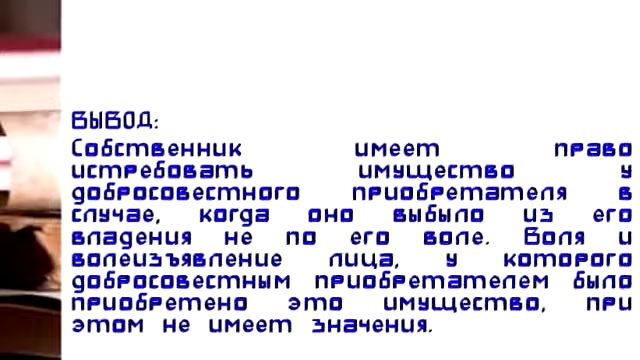 ВЫВОД:
Собственник имеет право
истребовать имущество у
добросовестного приобретателя в
случае, когда оно выбыло из его
владения не по его воле. Воля и
волеизъявление лица, у которого
добросовестным приобретателем было
приобретено это имущество, при
этом не имеет значения.